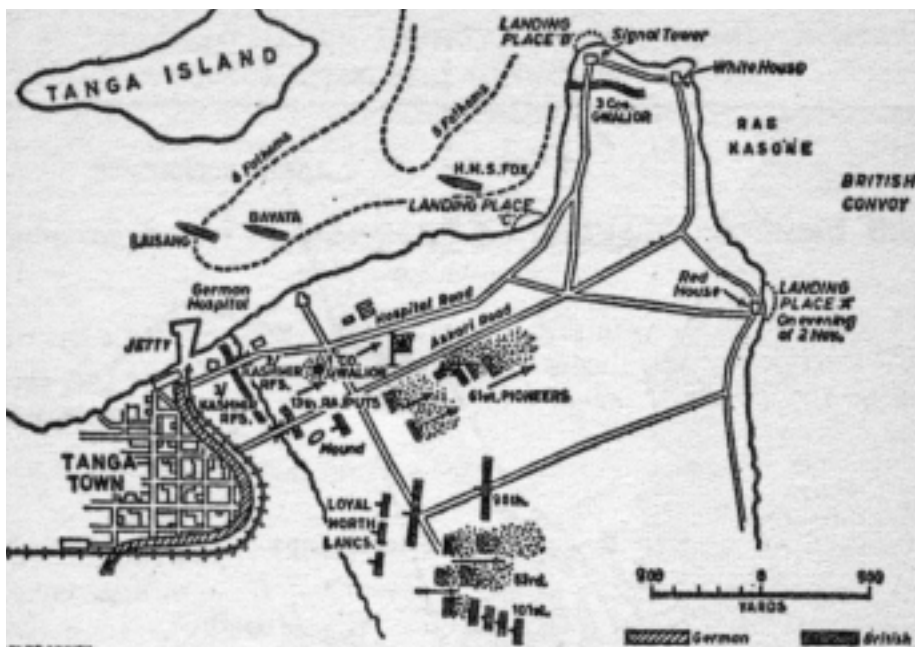 TANGA ISLAND
LANDING
PLACE 'B'
Signal Tower
White House
3 Cos.
GWALIOR
RAS
KASONE
BRITISH
CONVOY
5 Fathoms
5 Fathoms
H.M.S. FOX
LANDING PLACE
BAYATA
LAISANG
German
Hospital
JETTY
Hospital Road
Askari Road
Red
House
LANDING
PLACE 'A'
On evening
of 2 Nov.
KASHMIR
RFS.
CO.
GWALIOR
KASHMIR
RFS.
13th. RAJPUTS
61st. PIONEERS
Mound
TANGA
TOWN
LOYAL
NORTH
LANCS.
98th.
63rd.
101st.
0
YARDS
German
British